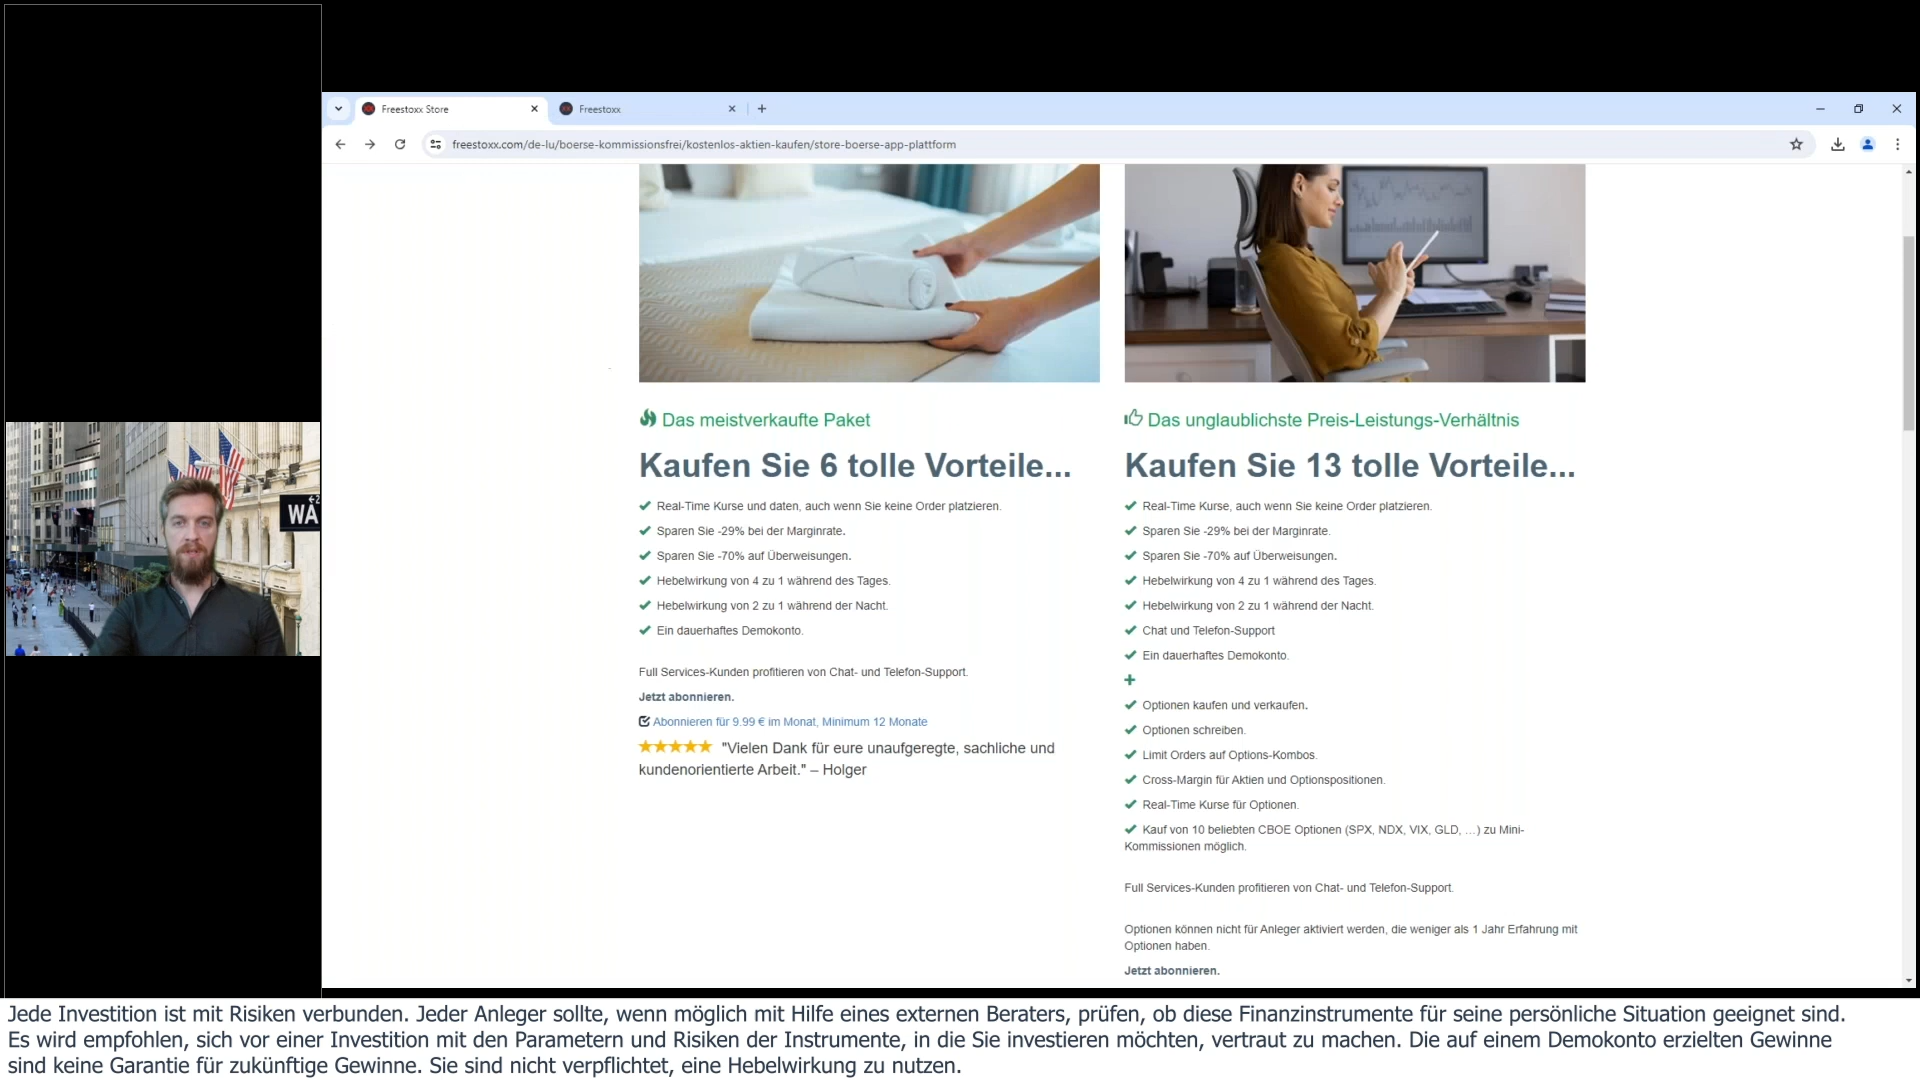 Freestoxx Store
Freestoxx
freestoxx.com/de-lu/boerse-kommissionsfrei/kostenlos-aktien-kaufen/store-boerse-app-plattform
WA
Das meistverkaufte Paket
Kaufen Sie 6 tolle Vorteile...
Real-Time Kurse und daten, auch wenn Sie keine Order platzieren.
Sparen Sie -29% bei der Marginrate.
Sparen Sie -70% auf Überweisungen.
Hebelwirkung von 4 zu 1 während des Tages.
Hebelwirkung von 2 zu 1 während der Nacht.
Ein dauerhaftes Demokonto.
Full Services-Kunden profitieren von Chat- und Telefon-Support.
Jetzt abonnieren.
Abonnieren für 9.99 € im Monat, Minimum 12 Monate
"Vielen Dank für eure unaufgeregte, sachliche und
kundenorientierte Arbeit." – Holger
Das unglaublichste Preis-Leistungs-Verhältnis
Kaufen Sie 13 tolle Vorteile...
Real-Time Kurse, auch wenn Sie keine Order platzieren.
Sparen Sie -29% bei der Marginrate.
Sparen Sie -70% auf Überweisungen.
Hebelwirkung von 4 zu 1 während des Tages.
Hebelwirkung von 2 zu 1 während der Nacht.
Chat und Telefon-Support
Ein dauerhaftes Demokonto.
Optionen kaufen und verkaufen.
Optionen schreiben.
Limit Orders auf Options-Kombos.
Cross-Margin für Aktien und Optionspositionen.
Real-Time Kurse für Optionen.
Kauf von 10 beliebten CBOE Optionen (SPX, NDX, VIX, GLD, ...) zu Mini-
Kommissionen möglich.
Full Services-Kunden profitieren von Chat- und Telefon-Support.
Optionen können nicht für Anleger aktiviert werden, die weniger als 1 Jahr Erfahrung mit
Optionen haben.
Jetzt abonnieren.
Jede Investition ist mit Risiken verbunden. Jeder Anleger sollte, wenn möglich mit Hilfe eines externen Beraters, prüfen, ob diese Finanzinstrumente für seine persönliche Situation geeignet sind.
Es wird empfohlen, sich vor einer Investition mit den Parametern und Risiken der Instrumente, in die Sie investieren möchten, vertraut zu machen. Die auf einem Demokonto erzielten Gewinne
sind keine Garantie für zukünftige Gewinne. Sie sind nicht verpflichtet, eine Hebelwirkung zu nutzen.